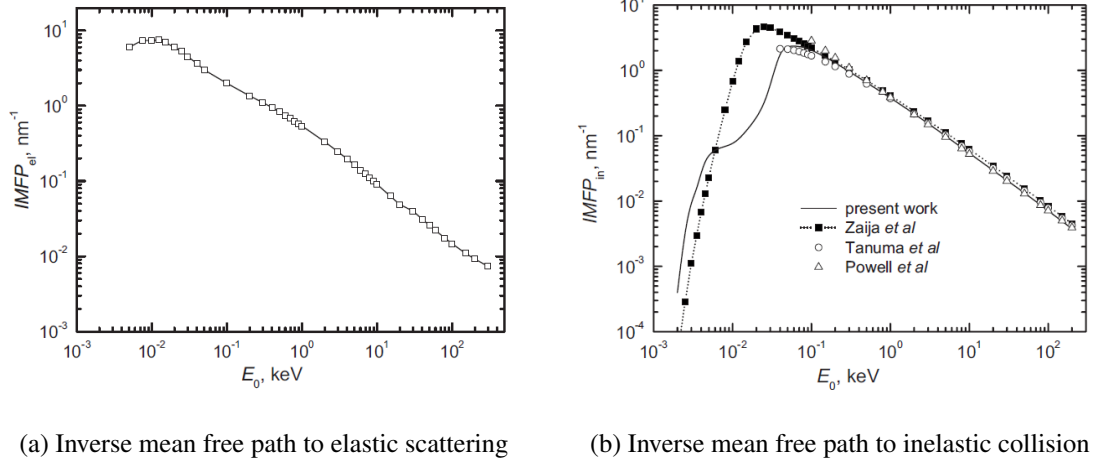 10¹
10⁰
10⁻¹
10⁻²
10⁻³
IMFPₑₗ, nm⁻¹
10⁻³ 10⁻² 10⁻¹ 10⁰ 10¹ 10²
E₀, keV
10¹
10⁰
10⁻¹
10⁻²
10⁻³
10⁻⁴
IMFPᵢₙ, nm⁻¹
present work
Zaija et al
Tanuma et al
Powell et al
10⁻³ 10⁻² 10⁻¹ 10⁰ 10¹ 10²
E₀, keV
(a) Inverse mean free path to elastic scattering
(b) Inverse mean free path to inelastic collision